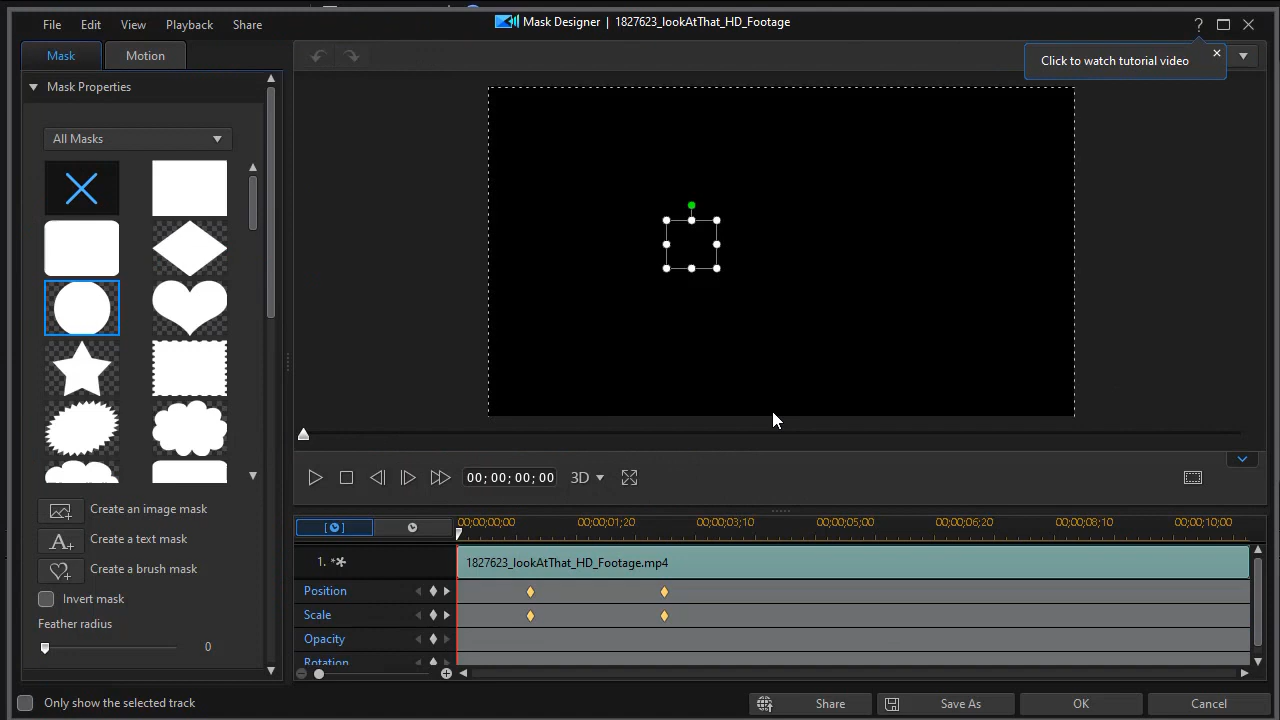 File Edit View Playback Share
Mask Designer | 1827623_lookAtThat_HD_Footage
?
Click to watch tutorial video
Mask Motion
Mask Properties
All Masks
Create an image mask
Create a text mask
Create a brush mask
Invert mask
Feather radius
0
00;00;00;00 3D
00;00;00;00 00;00;01;20 00;00;03;10 00;00;05;00 00;00;06;20 00;00;08;10 00;00;10;00
1. 1827623_lookAtThat_HD_Footage.mp4
Position
Scale
Opacity
Rotation
Only show the selected track
Share Save As OK Cancel